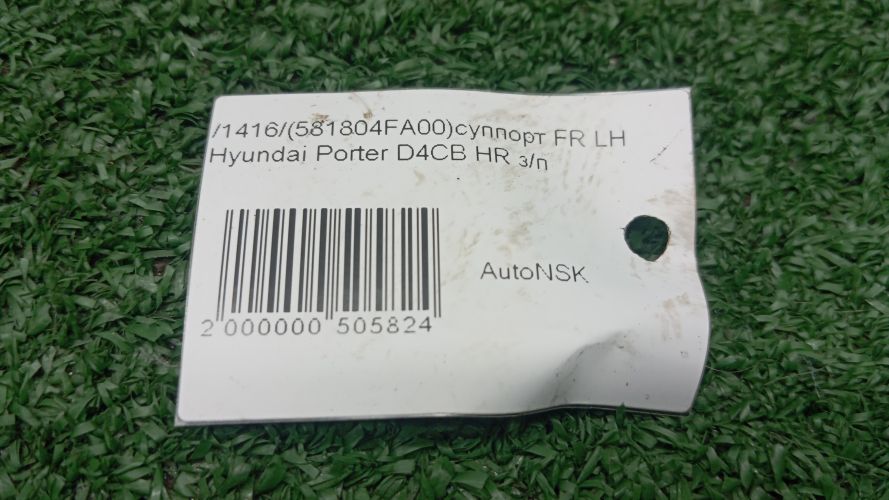 /1416/(581804FA00)суппорт FR LH
Hyundai Porter D4CB HR з/п
AutoNSK
2 000000 505824